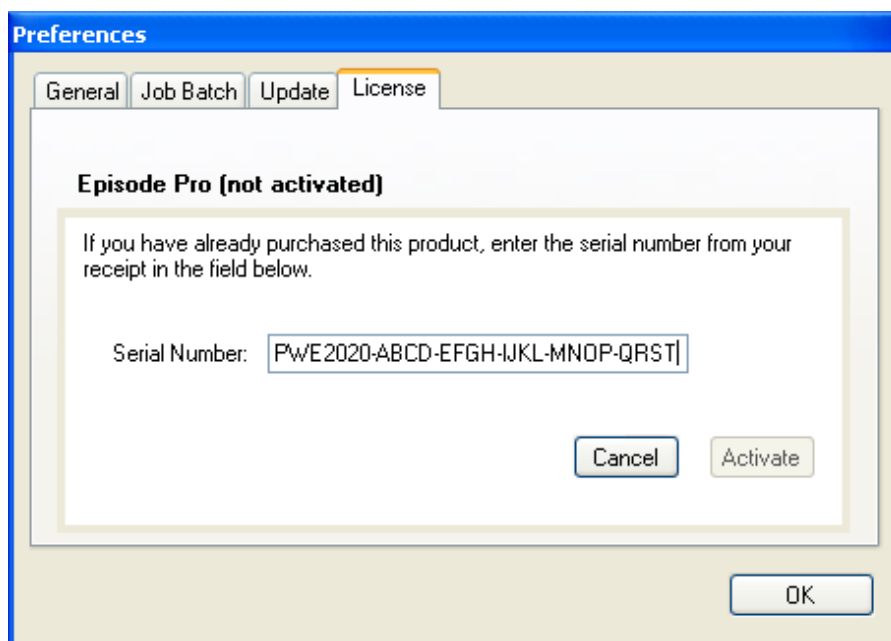 Preferences
General Job Batch Update License
Episode Pro (not activated)
If you have already purchased this product, enter the serial number from your
receipt in the field below.
Serial Number: PWE2020-ABCD-EFGH-IJKL-MNOP-QRST
Cancel Activate
OK